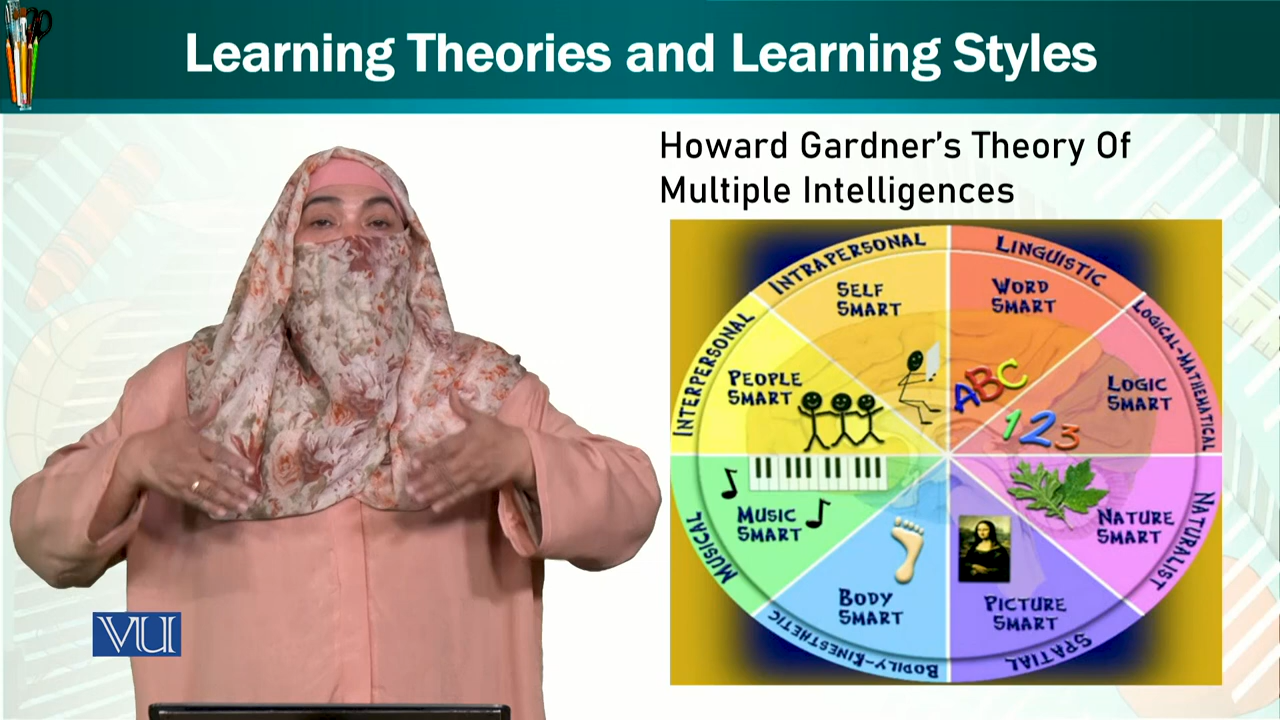 Learning Theories and Learning Styles
Howard Gardner's Theory Of
Multiple Intelligences
INTRAPERSONAL
SELF
SMART
LINGUISTIC
WORD
SMART
LOGICAL-MATHEMATICAL
LOGIC
SMART
INTERPERSONAL
PEOPLE
SMART
ABC
123
MUSICAL
MUSIC
SMART
NATURALIST
NATURE
SMART
BODY
SMART
BODILY-KINESTHETIC
PICTURE
SMART
SPATIAL
VU